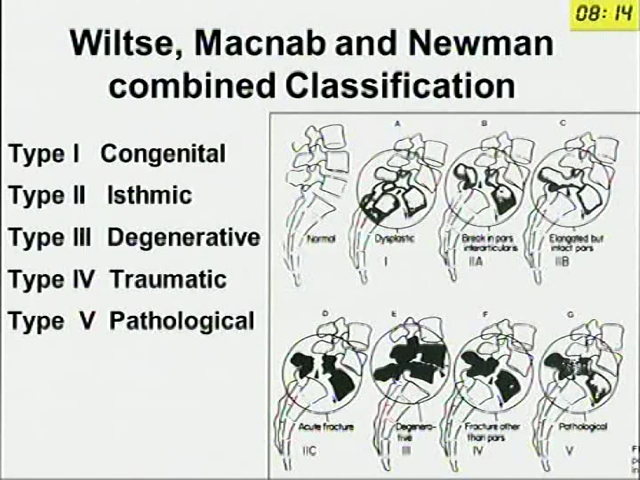 08:14
Wiltse, Macnab and Newman
combined Classification
Type I Congenital
Type II Isthmic
Type III Degenerative
Type IV Traumatic
Type V Pathological
A
B
C
Normal
Dysplastic
I
Break in pars
interarticularis
IIA
Elongated but
intact pars
IIB
D
E
F
G
Acute fracture
IIC
Degenera-
tive
III
Fracture other
than pars
IV
Pathological
V